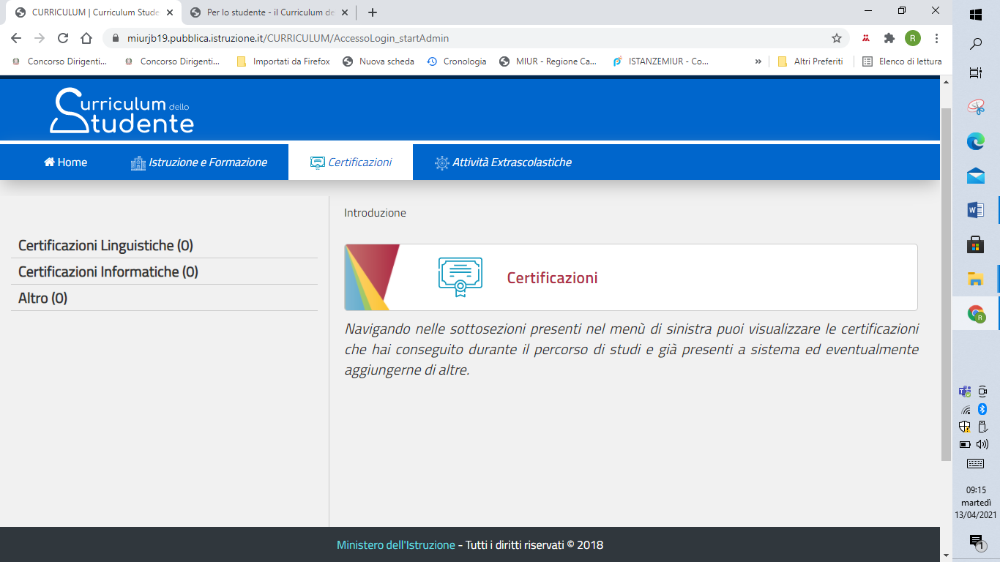 CURRICULUM | Curriculum Stude
Per lo studente - il Curriculum de
miurjb19.pubblica.istruzione.it/CURRICULUM/AccessoLogin_startAdmin
R
Concorso Dirigenti...
Concorso Dirigenti...
Importati da Firefox
Nuova scheda
Cronologia
MIUR - Regione Ca...
ISTANZEMIUR - Co...
»
Altri Preferiti
Elenco di lettura
Curriculum dello
Studente
Home
Istruzione e Formazione
Certificazioni
Attività Extrascolastiche
Certificazioni Linguistiche (0)
Certificazioni Informatiche (0)
Altro (0)
Introduzione
Certificazioni
Navigando nelle sottosezioni presenti nel menù di sinistra puoi visualizzare le certificazioni
che hai conseguito durante il percorso di studi e già presenti a sistema ed eventualmente
aggiungerne di altre.
Ministero dell'Istruzione - Tutti i diritti riservati © 2018
09:15
martedì
13/04/2021
1